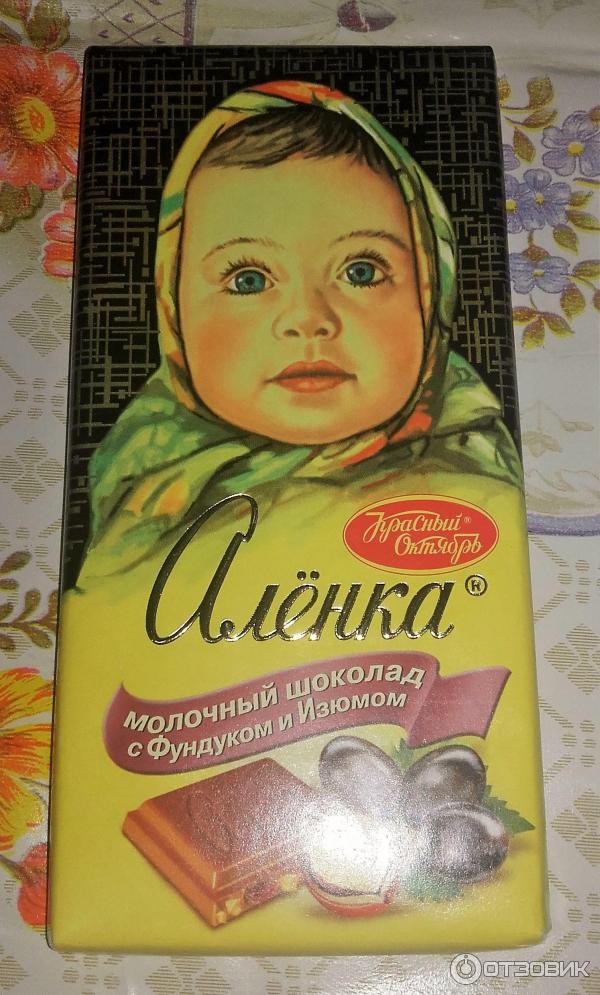 Красный®
Октябрь
Алёнка®
молочный шоколад
с Фундуком и Изюмом
ОТЗОВИК